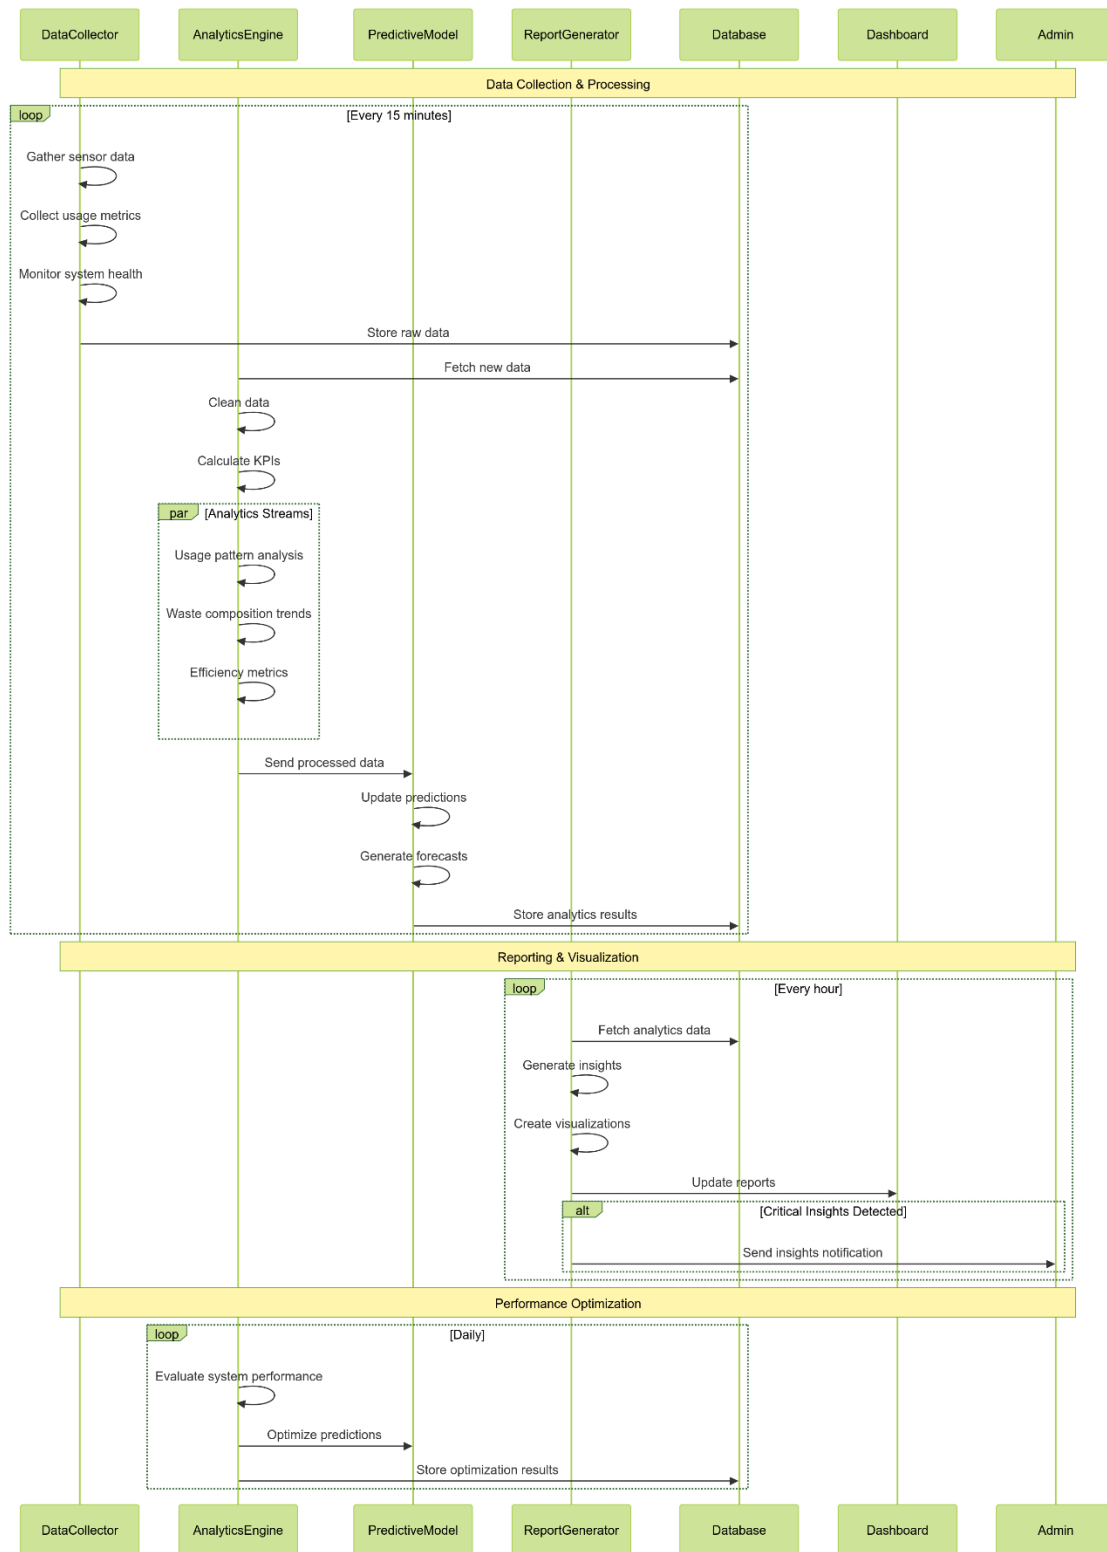 DataCollector
AnalyticsEngine
PredictiveModel
ReportGenerator
Database
Dashboard
Admin
Data Collection & Processing
loop
[Every 15 minutes]
Gather sensor data
Collect usage metrics
Monitor system health
Store raw data
Fetch new data
Clean data
Calculate KPIs
par
[Analytics Streams]
Usage pattern analysis
Waste composition trends
Efficiency metrics
Send processed data
Update predictions
Generate forecasts
Store analytics results
Reporting & Visualization
loop
[Every hour]
Fetch analytics data
Generate insights
Create visualizations
Update reports
alt
[Critical Insights Detected]
Send insights notification
Performance Optimization
loop
[Daily]
Evaluate system performance
Optimize predictions
Store optimization results
DataCollector
AnalyticsEngine
PredictiveModel
ReportGenerator
Database
Dashboard
Admin